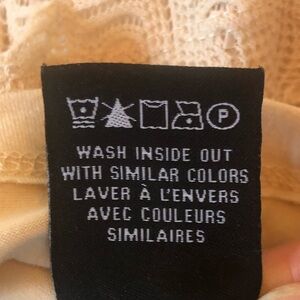 P
WASH INSIDE OUT
WITH SIMILAR COLORS
LAVER À L'ENVERS
AVEC COULEURS
SIMILAIRES